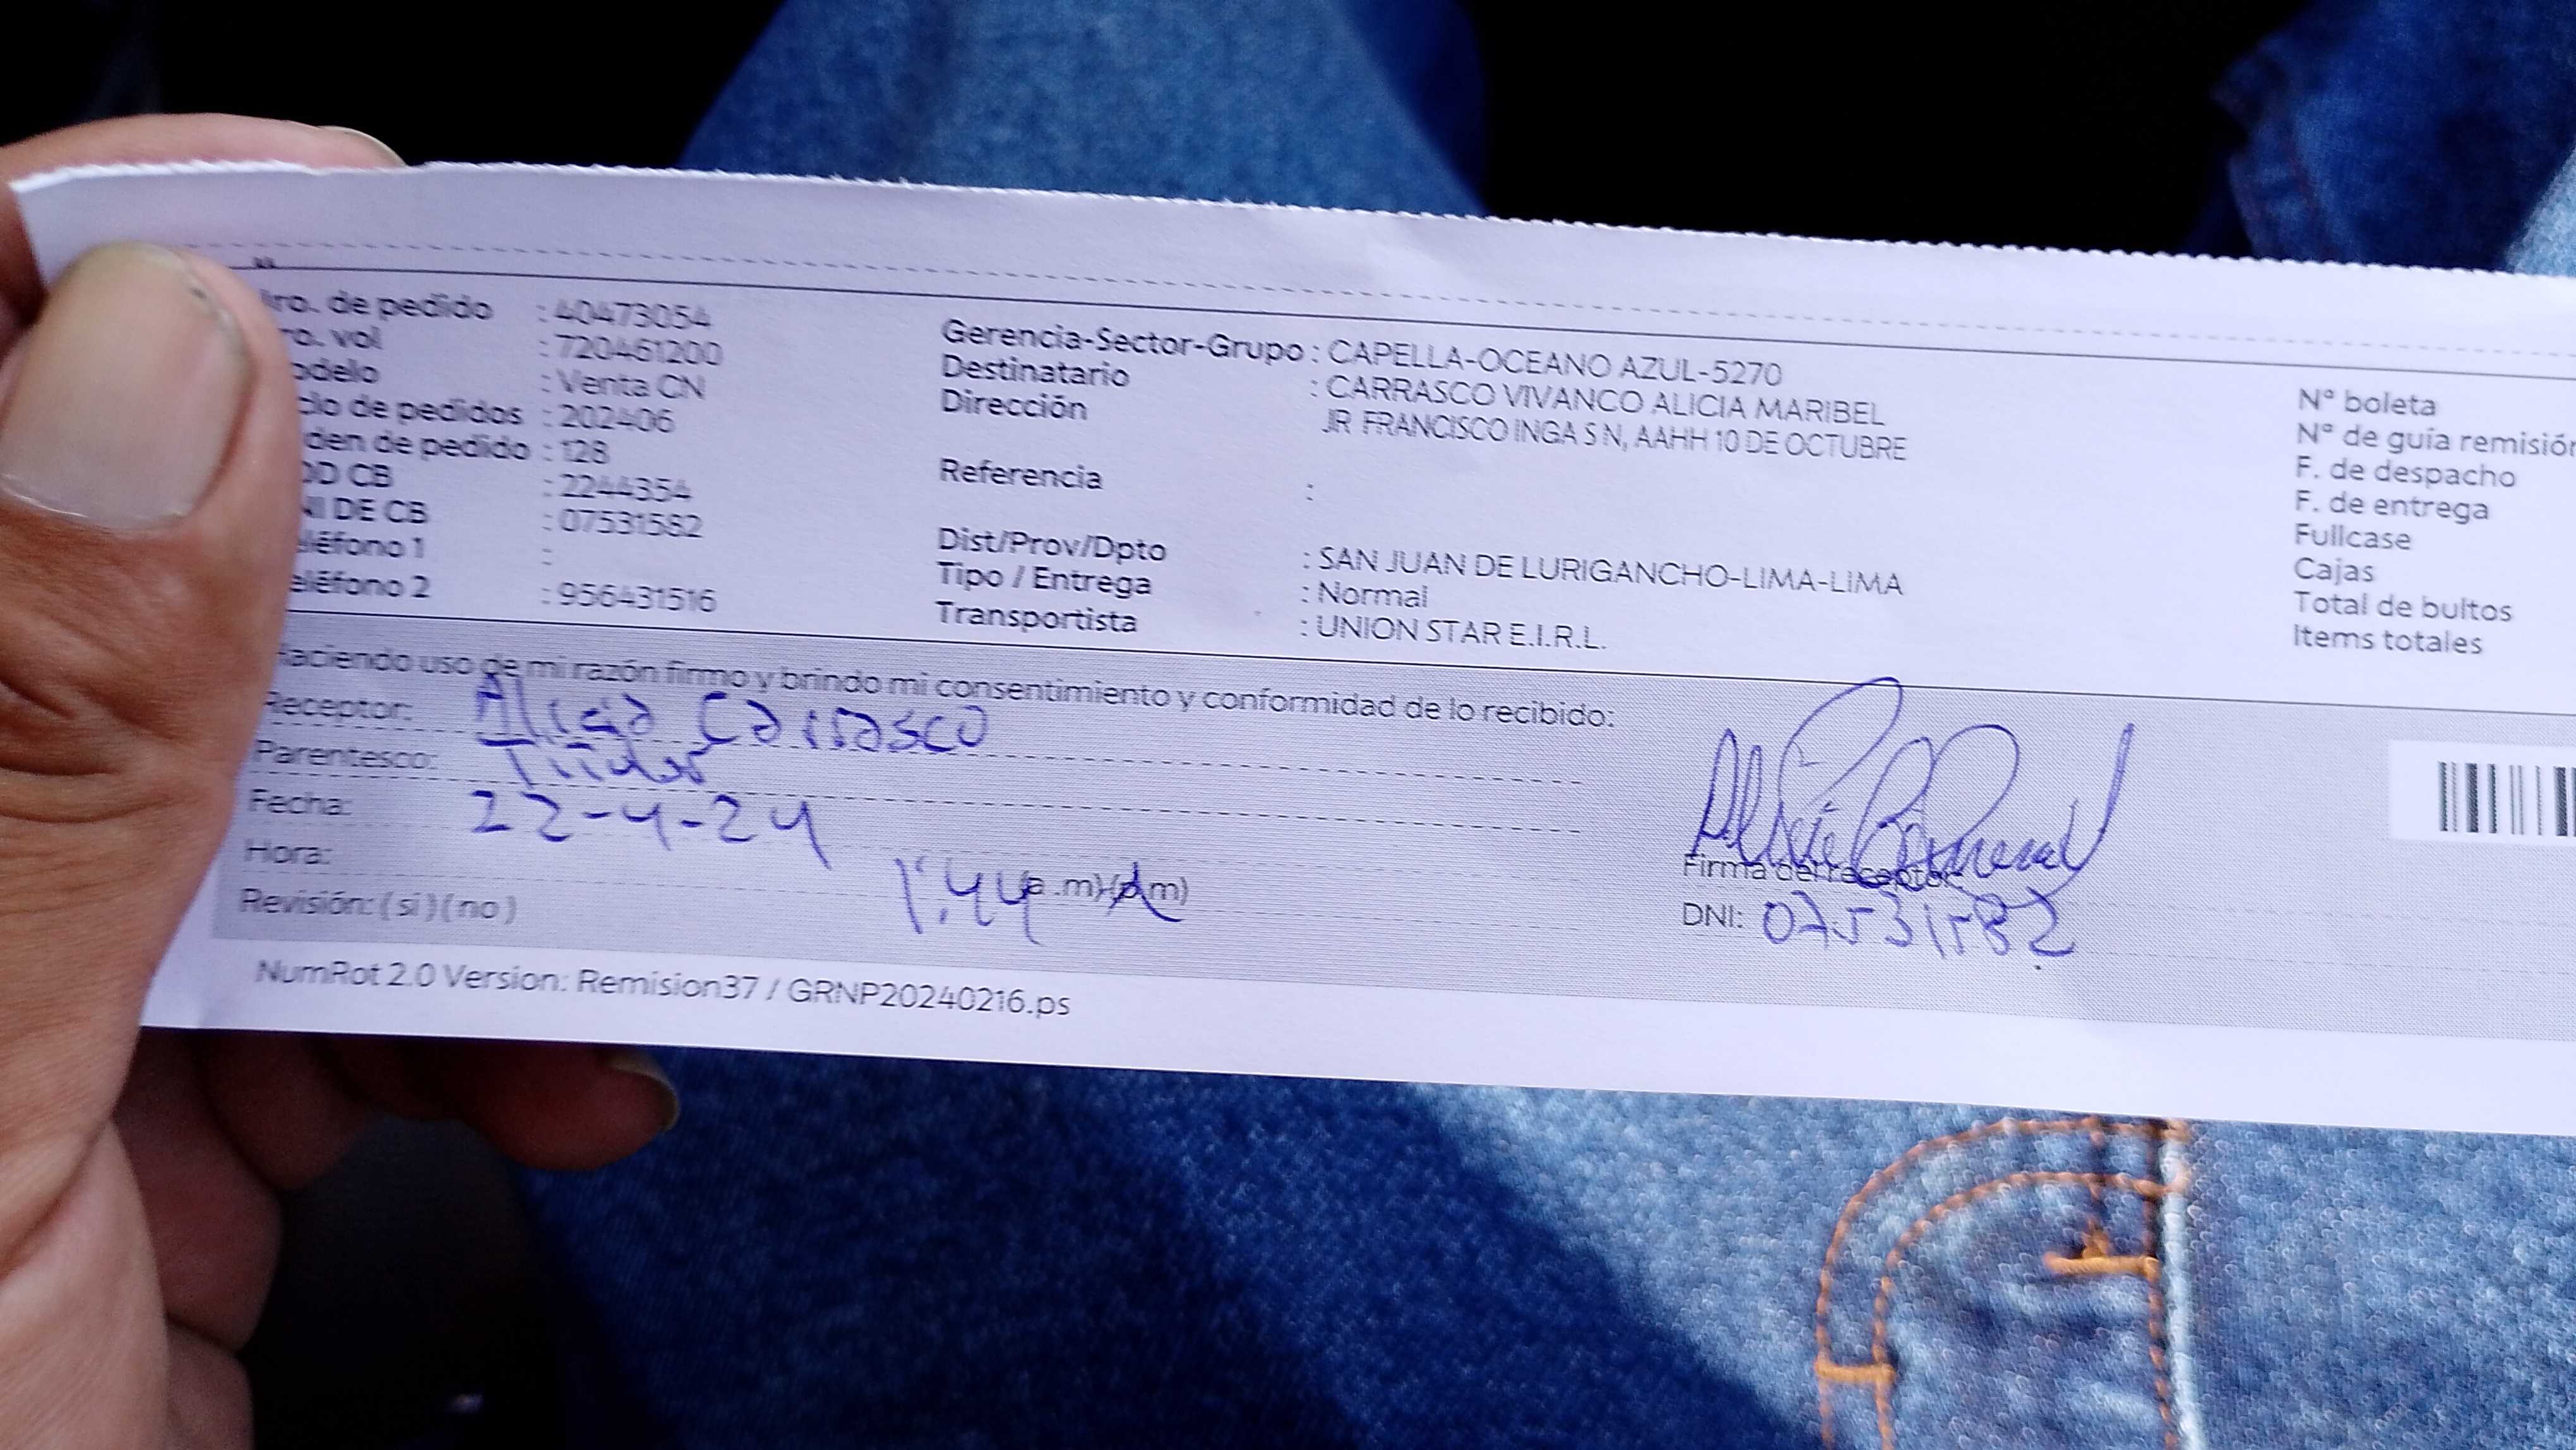 ro. de pedido : 40473054
ro. vol : 720461200
odelo : Venta CN
clo de pedidos : 202406
den de pedido : 128
OD CB : 2244354
NI DE CB : 07531582
eléfono 1 :
eléfono 2 : 956431516
Gerencia-Sector-Grupo : CAPELLA-OCEANO AZUL-5270
Destinatario : CARRASCO VIVANCO ALICIA MARIBEL
Dirección JR FRANCISCO INGA S N, AAHH 10 DE OCTUBRE
Referencia :
Dist/Prov/Dpto : SAN JUAN DE LURIGANCHO-LIMA-LIMA
Tipo / Entrega : Normal
Transportista : UNION STAR E.I.R.L.
N° boleta
N° de guía remisión
F. de despacho
F. de entrega
Fullcase
Cajas
Total de bultos
Items totales
Haciendo uso de mi razón firmo y brindo mi consentimiento y conformidad de lo recibido:
Receptor: Alicia Carrasco
Parentesco:
Fecha: 22-4-24
Hora: 1:44 (a.m)(p.m)
Revisión: (si) (no)
Firma del receptor
DNI: 07531582
NumRot 2.0 Version: Remision37 / GRNP20240216.ps